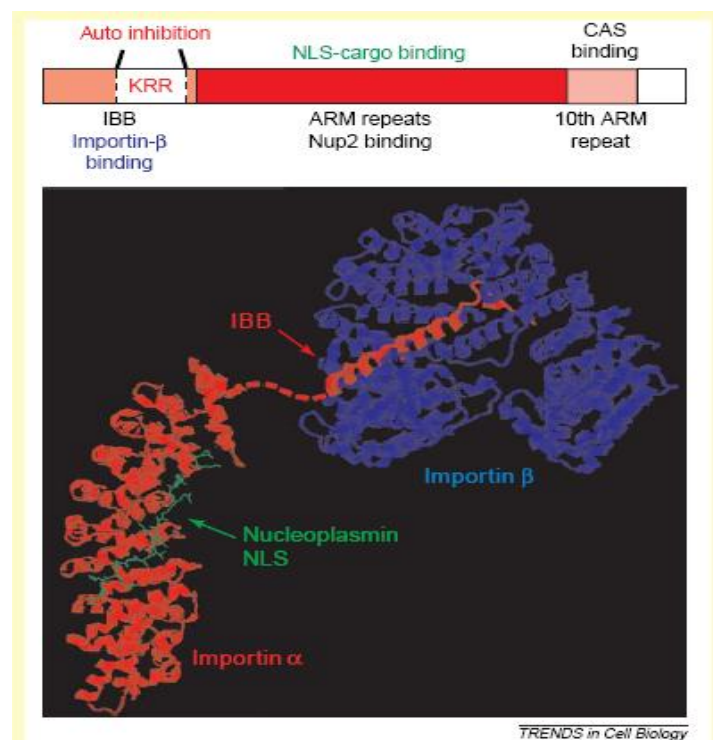 Auto inhibition
NLS-cargo binding
CAS
binding
KRR
IBB
Importin-β
binding
ARM repeats
Nup2 binding
10th ARM
repeat
IBB
Importin β
Nucleoplasmin
NLS
Importin α
TRENDS in Cell Biology